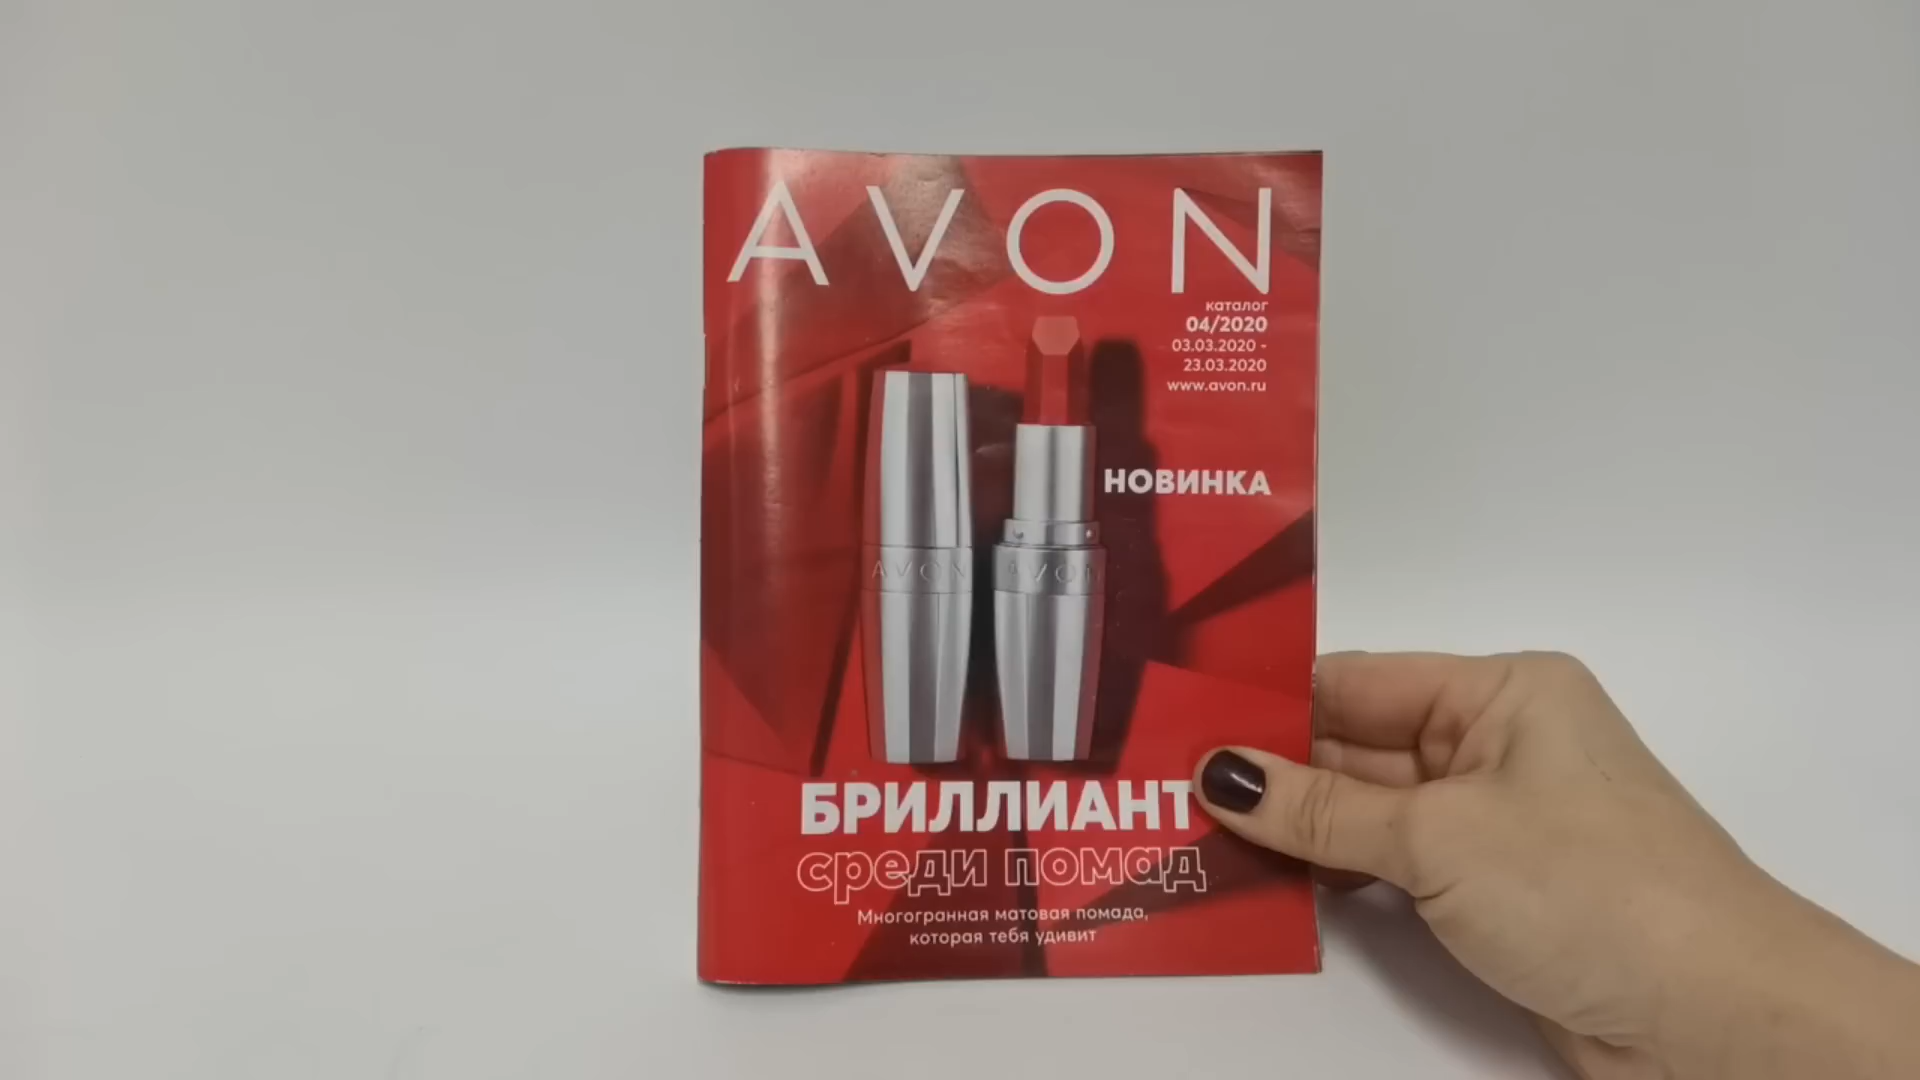 AVON
каталог
04/2020
03.03.2020 -
23.03.2020
www.avon.ru
НОВИНКА
AVON AVON
БРИЛЛИАНТ
среди помад
Многогранная матовая помада,
которая тебя удивит